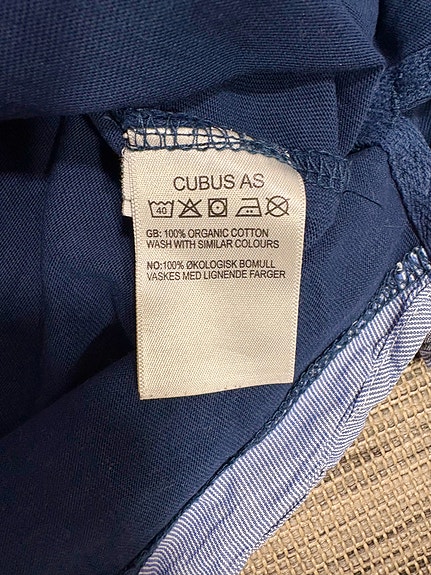 CUBUS AS
40
GB: 100% ORGANIC COTTON
WASH WITH SIMILAR COLOURS
NO: 100% ØKOLOGISK BOMULL
VASKES MED LIGNENDE FARGER